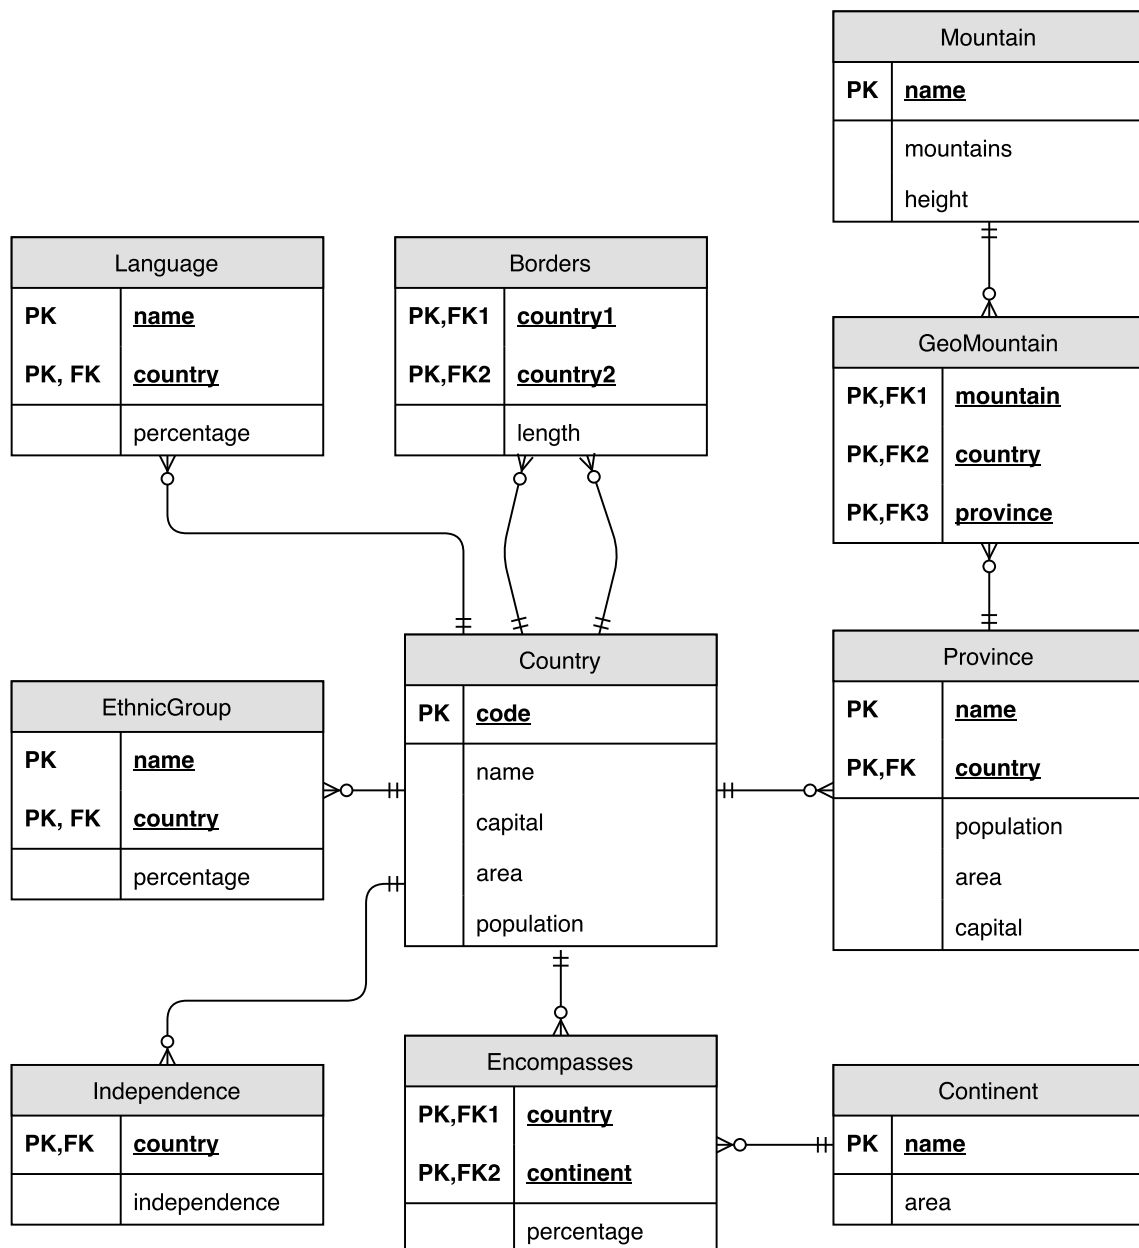 Mountain
PK name
mountains
height
Language
PK name
PK, FK country
percentage
Borders
PK,FK1 country1
PK,FK2 country2
length
GeoMountain
PK,FK1 mountain
PK,FK2 country
PK,FK3 province
Country
PK code
name
capital
area
population
Province
PK name
PK,FK country
population
area
capital
EthnicGroup
PK name
PK, FK country
percentage
Independence
PK,FK country
independence
Encompasses
PK,FK1 country
PK,FK2 continent
percentage
Continent
PK name
area